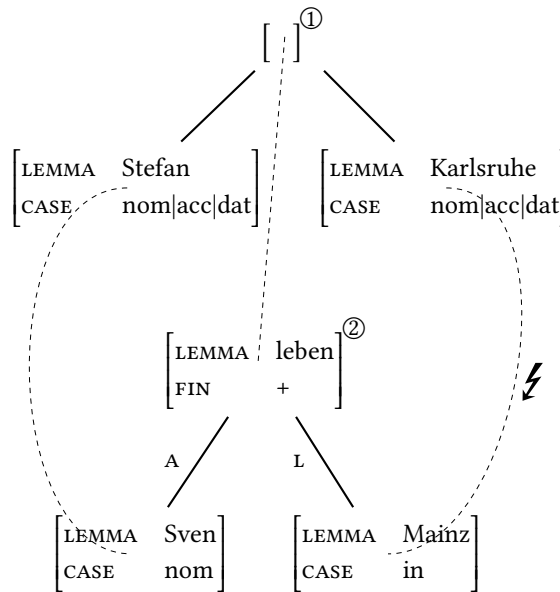 [ ]①
LEMMA Stefan
CASE nom|acc|dat
LEMMA Karlsruhe
CASE nom|acc|dat
②
LEMMA leben
FIN +
A L
LEMMA Sven
CASE nom
LEMMA Mainz
CASE in